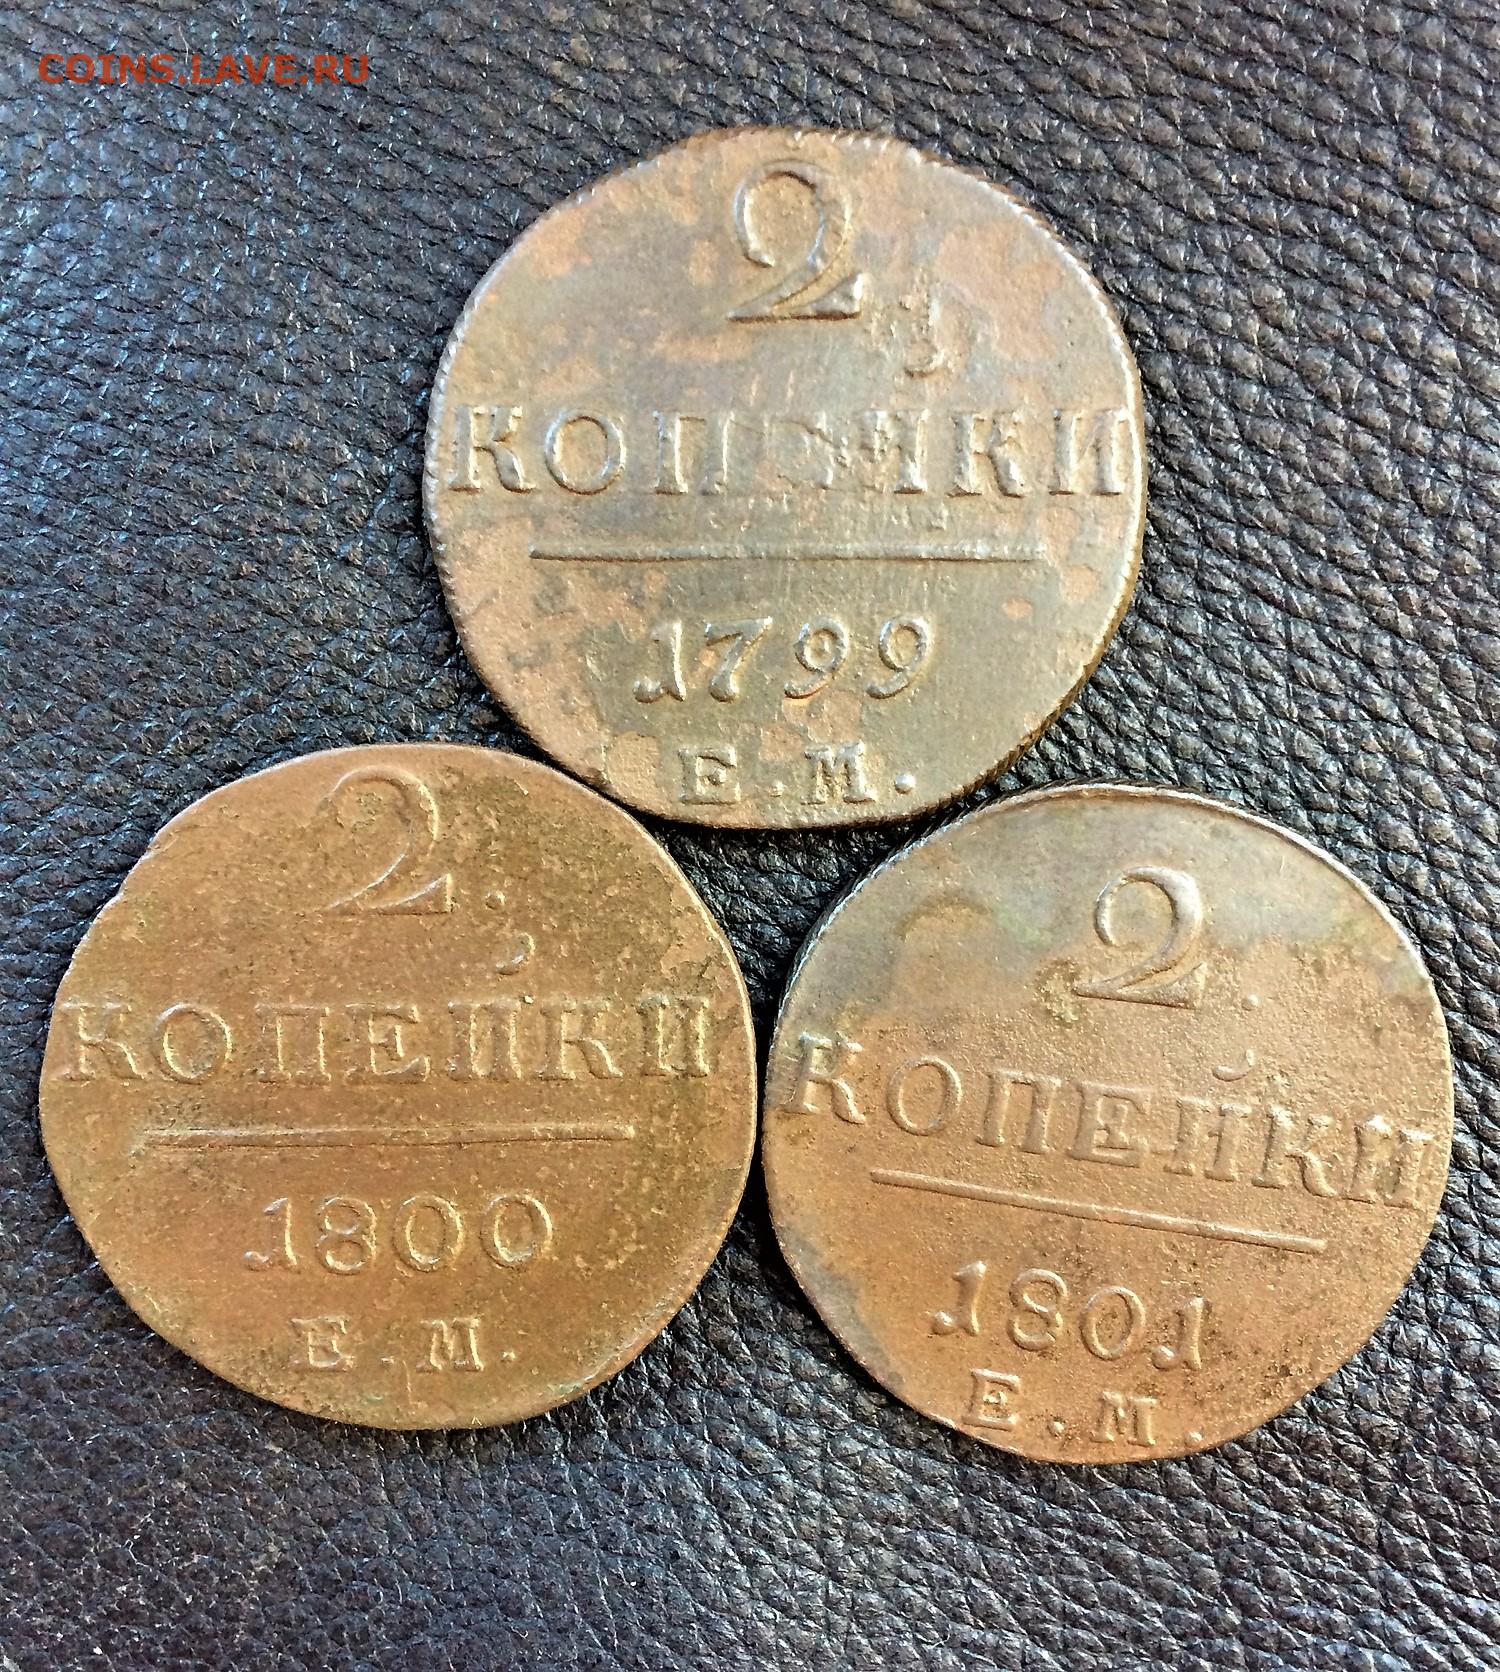 COINS.LAVE.RU
2
КОПЕЙКИ
1799
Е.М.
2.
КОПЕЙКИ
1800
Е.М.
2.
КОПЕЙКИ
1801
Е.М.